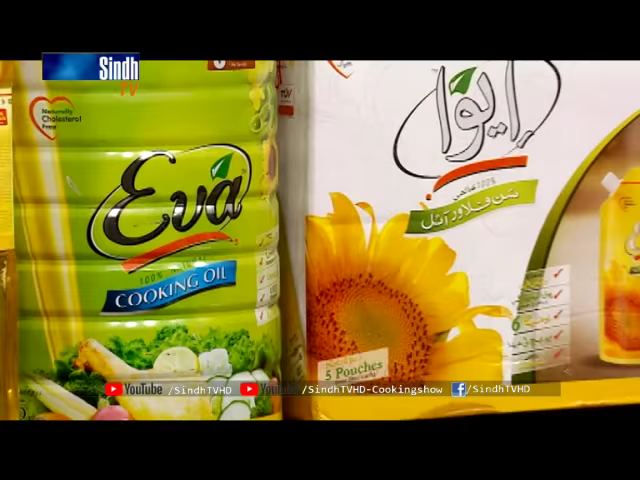 Sindh
TV
Naturally
Cholesterol
Free
Eva
100%
COOKING OIL
ایوا
100% خالص
سَن فلاور آئل
5 Pouches
YouTube /SindhTVHD
YouTube /SindhTVHD-Cookingshow
/SindhTVHD